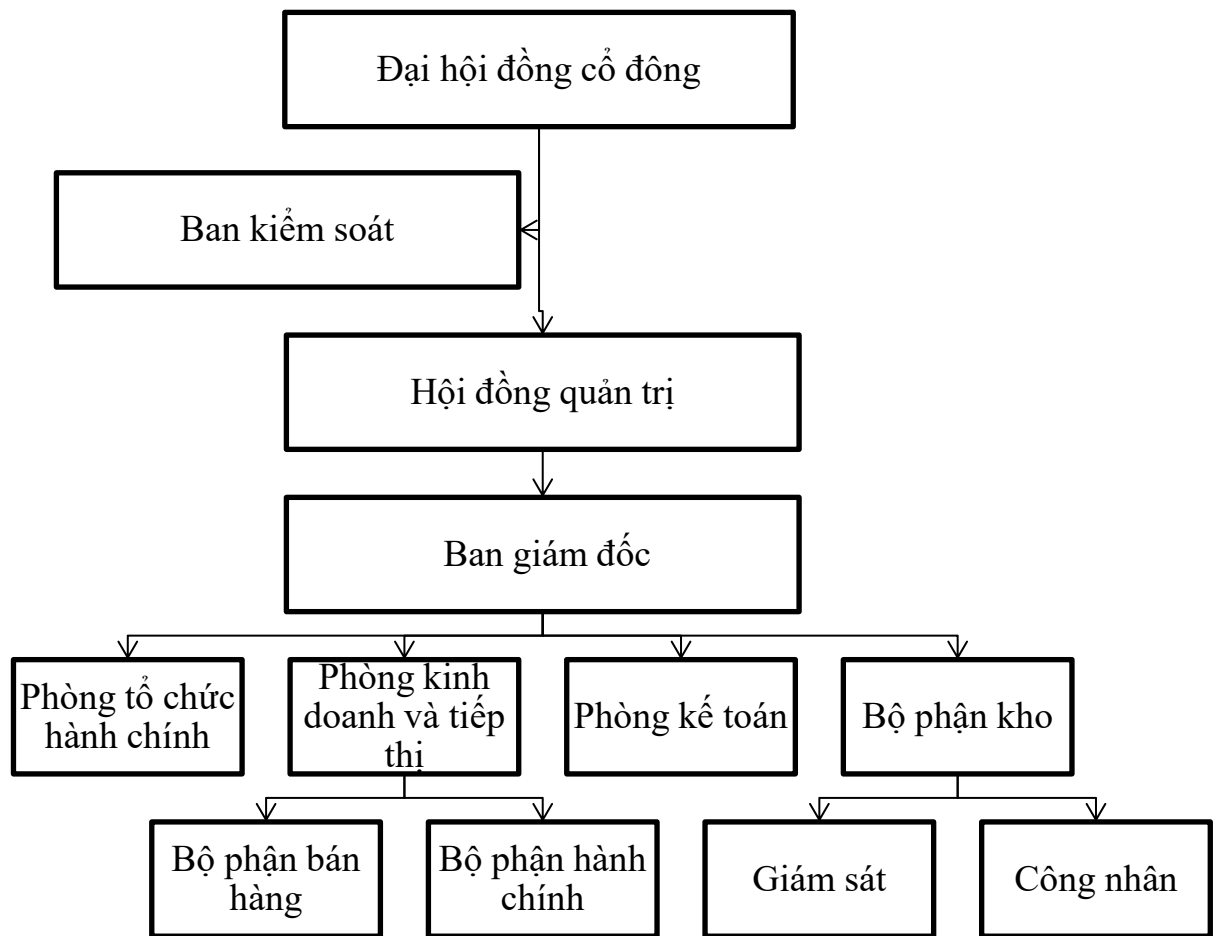 Đại hội đồng cổ đông
Ban kiểm soát
Hội đồng quản trị
Ban giám đốc
Phòng tổ chức
hành chính
Phòng kinh
doanh và tiếp
thị
Phòng kế toán
Bộ phận kho
Bộ phận bán
hàng
Bộ phận hành
chính
Giám sát
Công nhân